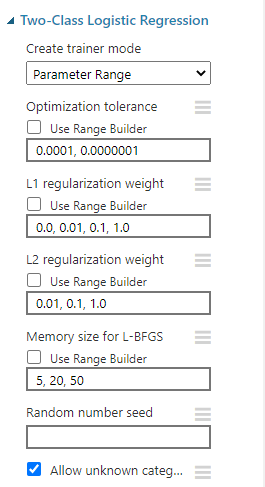 Two-Class Logistic Regression
Create trainer mode
Parameter Range
Optimization tolerance
Use Range Builder
0.0001, 0.0000001
L1 regularization weight
Use Range Builder
0.0, 0.01, 0.1, 1.0
L2 regularization weight
Use Range Builder
0.01, 0.1, 1.0
Memory size for L-BFGS
Use Range Builder
5, 20, 50
Random number seed
Allow unknown categ...